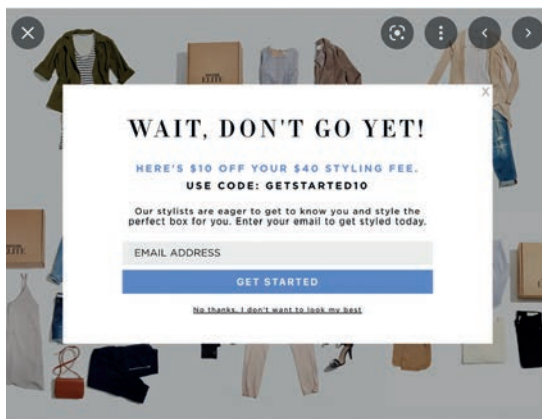 X
WAIT, DON'T GO YET!
HERE'S $10 OFF YOUR $40 STYLING FEE.
USE CODE: GETSTARTED10
Our stylists are eager to get to know you and style the
perfect box for you. Enter your email to get styled today.
EMAIL ADDRESS
GET STARTED
No thanks, I don't want to look my best